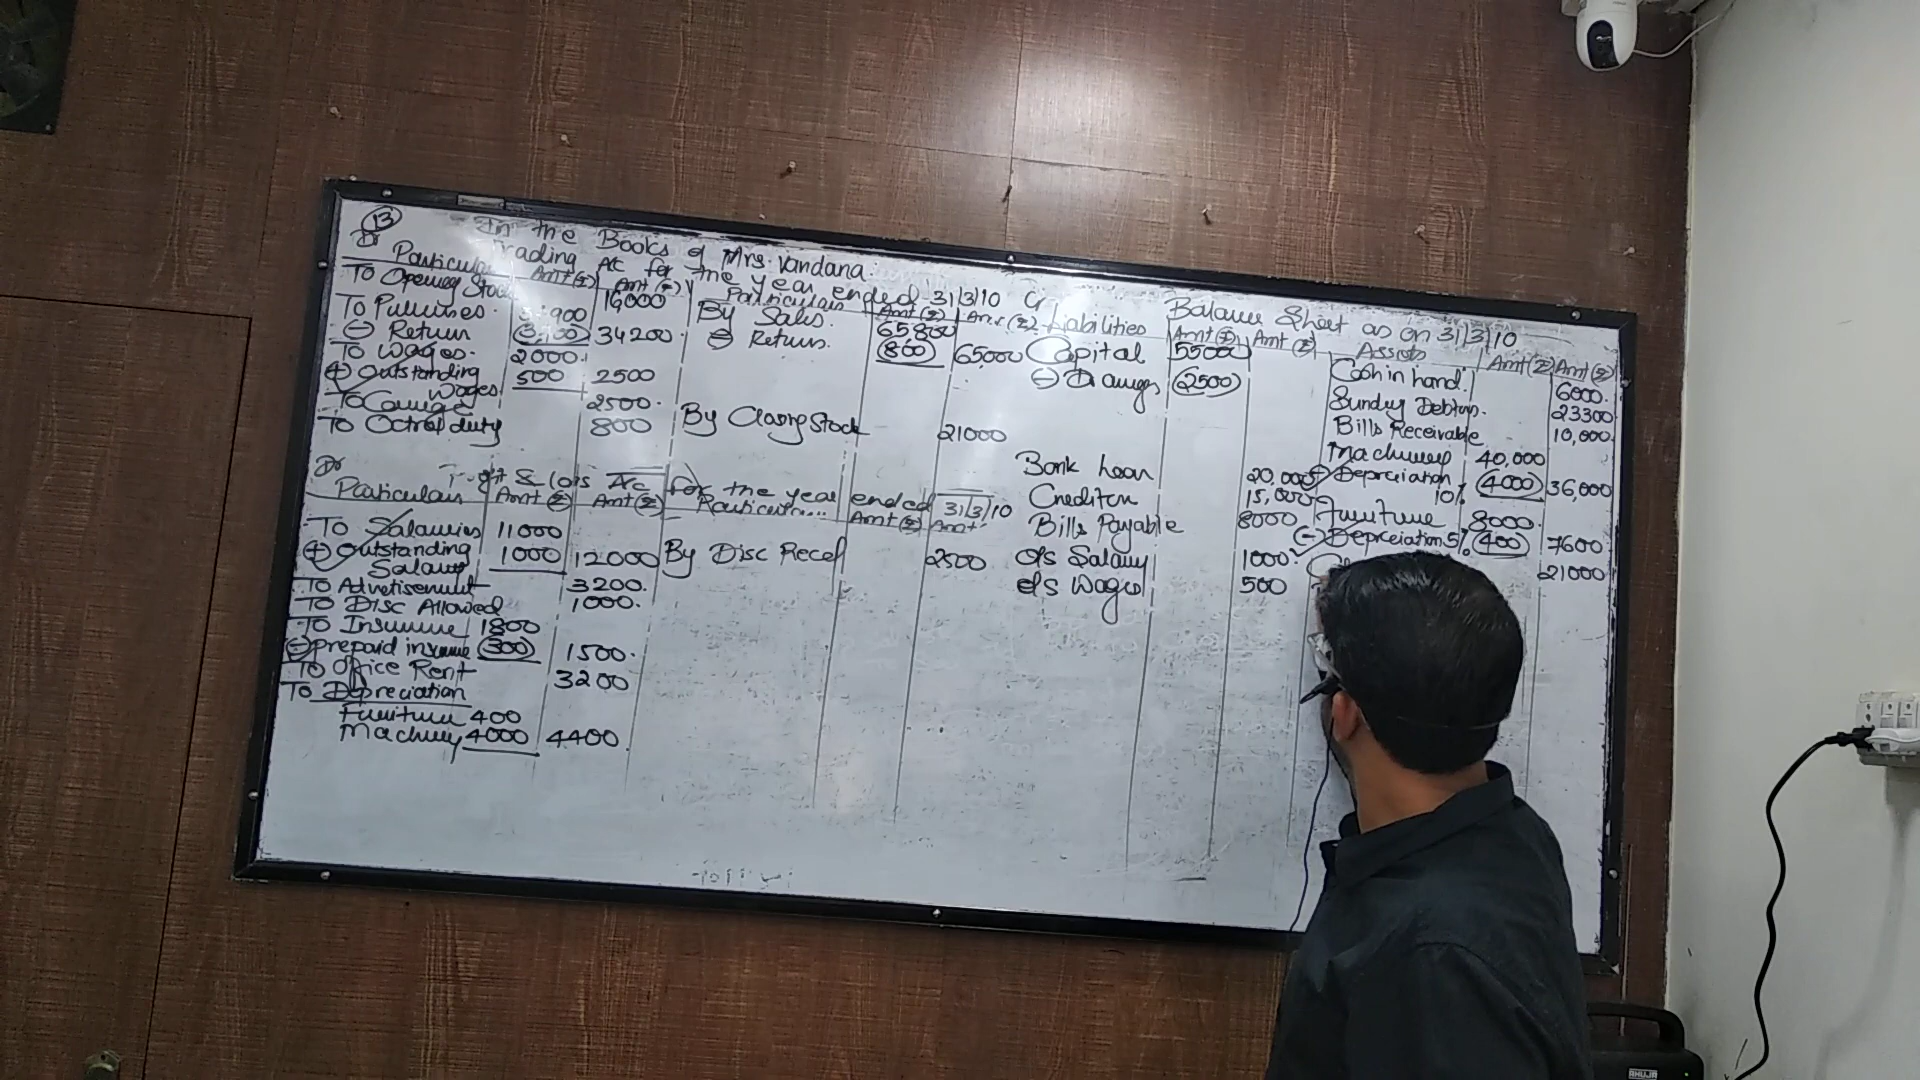 13
In the Books of Mrs. Vandana.
Trading A/c for the year ended 31/3/10
Dr Cr
Particulars Amt (₹) Amt (₹) Particulars Amt (₹) Amt (₹)
To Opening Stock 16,000 By Sales. 65,800
To Purchases. 900 (-) Return. (800) 65000
(-) Return 34200
To Wages. 2000.
(+) Outstanding Wages 500 2500
To Carriage 2500.
To Octroi duty 800 By Closing Stock 21000
Dr
& Loss A/c for the year ended 31/3/10
Particulars Amt (₹) Amt (₹) Amt (₹) Amt
To Salaries 11000
(+) Outstanding Salary 1000 12000 By Disc Recd 2500
To Advertisement 3200.
To Disc Allowed 1000.
To Insurance 1800
(-) prepaid insurance (300) 1500.
To Office Rent 3200
To Depreciation
Furniture 400
Machinery 4000 4400.
Balance Sheet as on 31/3/10
Liabilities Amt (₹) Amt (₹) Assets Amt (₹) Amt (₹)
Capital 55000 Cash in hand. 6000.
(-) Drawings (2500) Sundry Debtors. 23300
Bills Receivable 10,000.
Machinery 40,000
Bank Loan 20,000 (-) Depreciation 10% (4000) 36,000
Creditors 15,000 Furniture 8000.
Bills Payable 8000 (-) Depreciation 5% (400) 7600
O/s Salary 1000. 21000
O/s Wages 500
AHUJA